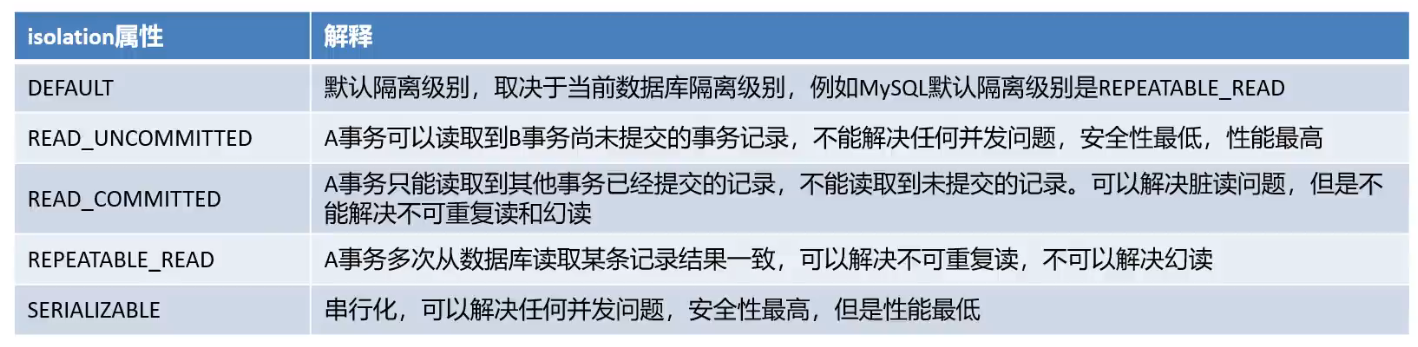 isolation属性 解释
DEFAULT 默认隔离级别，取决于当前数据库隔离级别，例如MySQL默认隔离级别是REPEATABLE_READ
READ_UNCOMMITTED A事务可以读取到B事务尚未提交的事务记录，不能解决任何并发问题，安全性最低，性能最高
READ_COMMITTED A事务只能读取到其他事务已经提交的记录，不能读取到未提交的记录。可以解决脏读问题，但是不
能解决不可重复读和幻读
REPEATABLE_READ A事务多次从数据库读取某条记录结果一致，可以解决不可重复读，不可以解决幻读
SERIALIZABLE 串行化，可以解决任何并发问题，安全性最高，但是性能最低